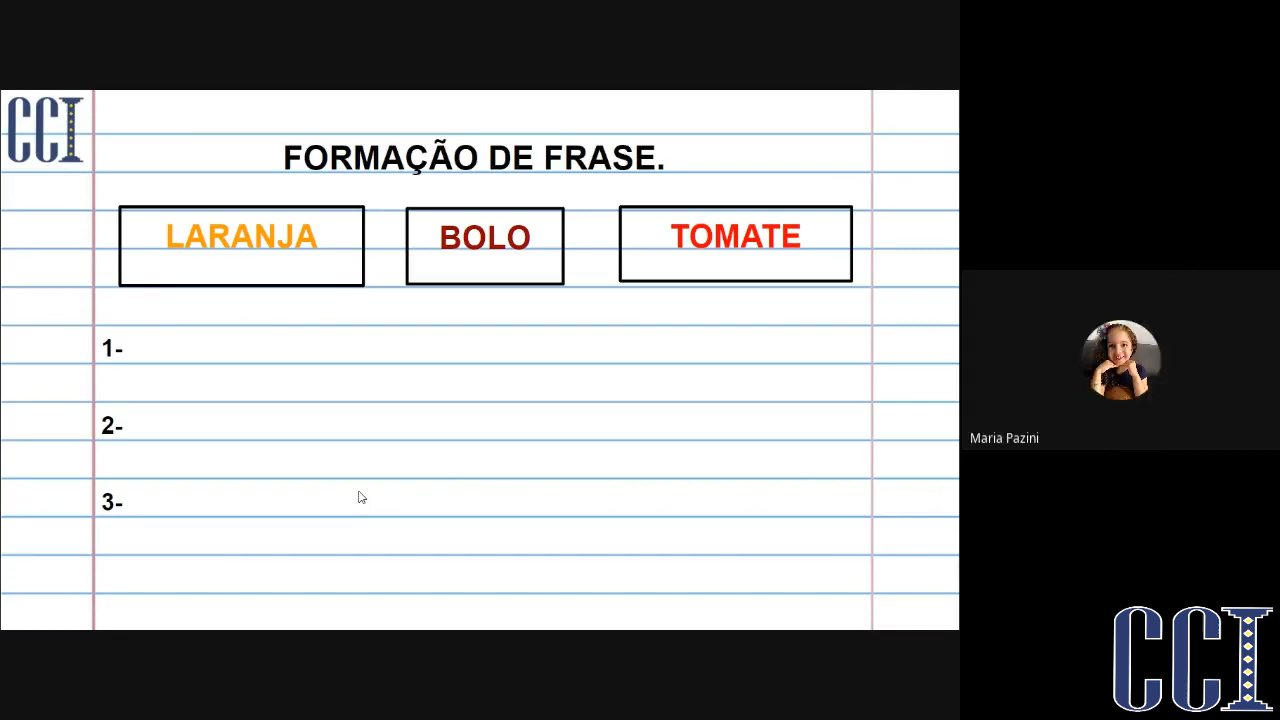 CCI
FORMAÇÃO DE FRASE.
LARANJA BOLO TOMATE
1-
2-
3-
Maria Pazini
CCI